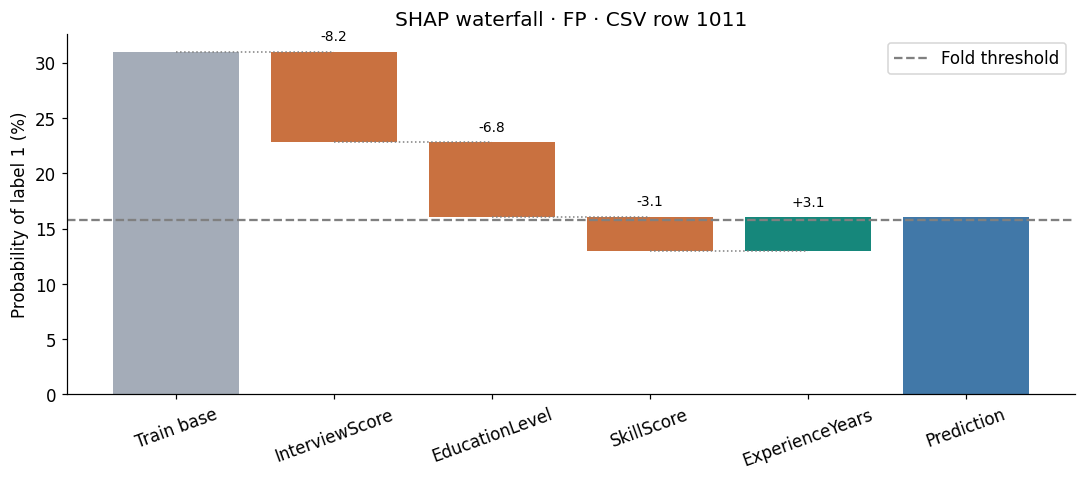 SHAP waterfall · FP · CSV row 1011
Probability of label 1 (%)
30
25
20
15
10
5
0
-8.2
-6.8
-3.1
+3.1
Fold threshold
Train base
InterviewScore
EducationLevel
SkillScore
ExperienceYears
Prediction